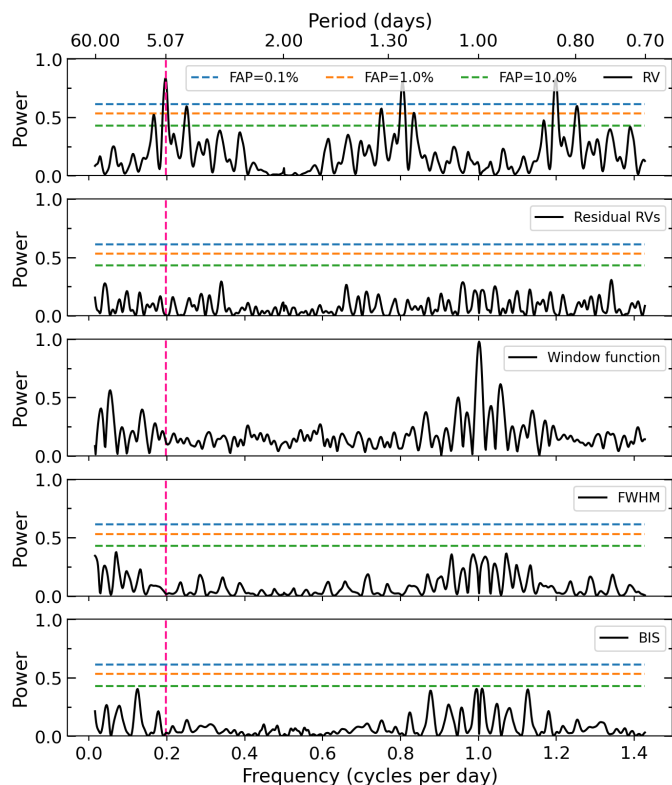 Period (days)
60.00 5.07 2.00 1.30 1.00 0.80 0.70
1.0
FAP=0.1% FAP=1.0% FAP=10.0% RV
Power
0.5
0.0
1.0
Residual RVs
Power
0.5
0.0
1.0
Window function
Power
0.5
0.0
1.0
FWHM
Power
0.5
0.0
1.0
BIS
Power
0.5
0.0
0.0 0.2 0.4 0.6 0.8 1.0 1.2 1.4
Frequency (cycles per day)